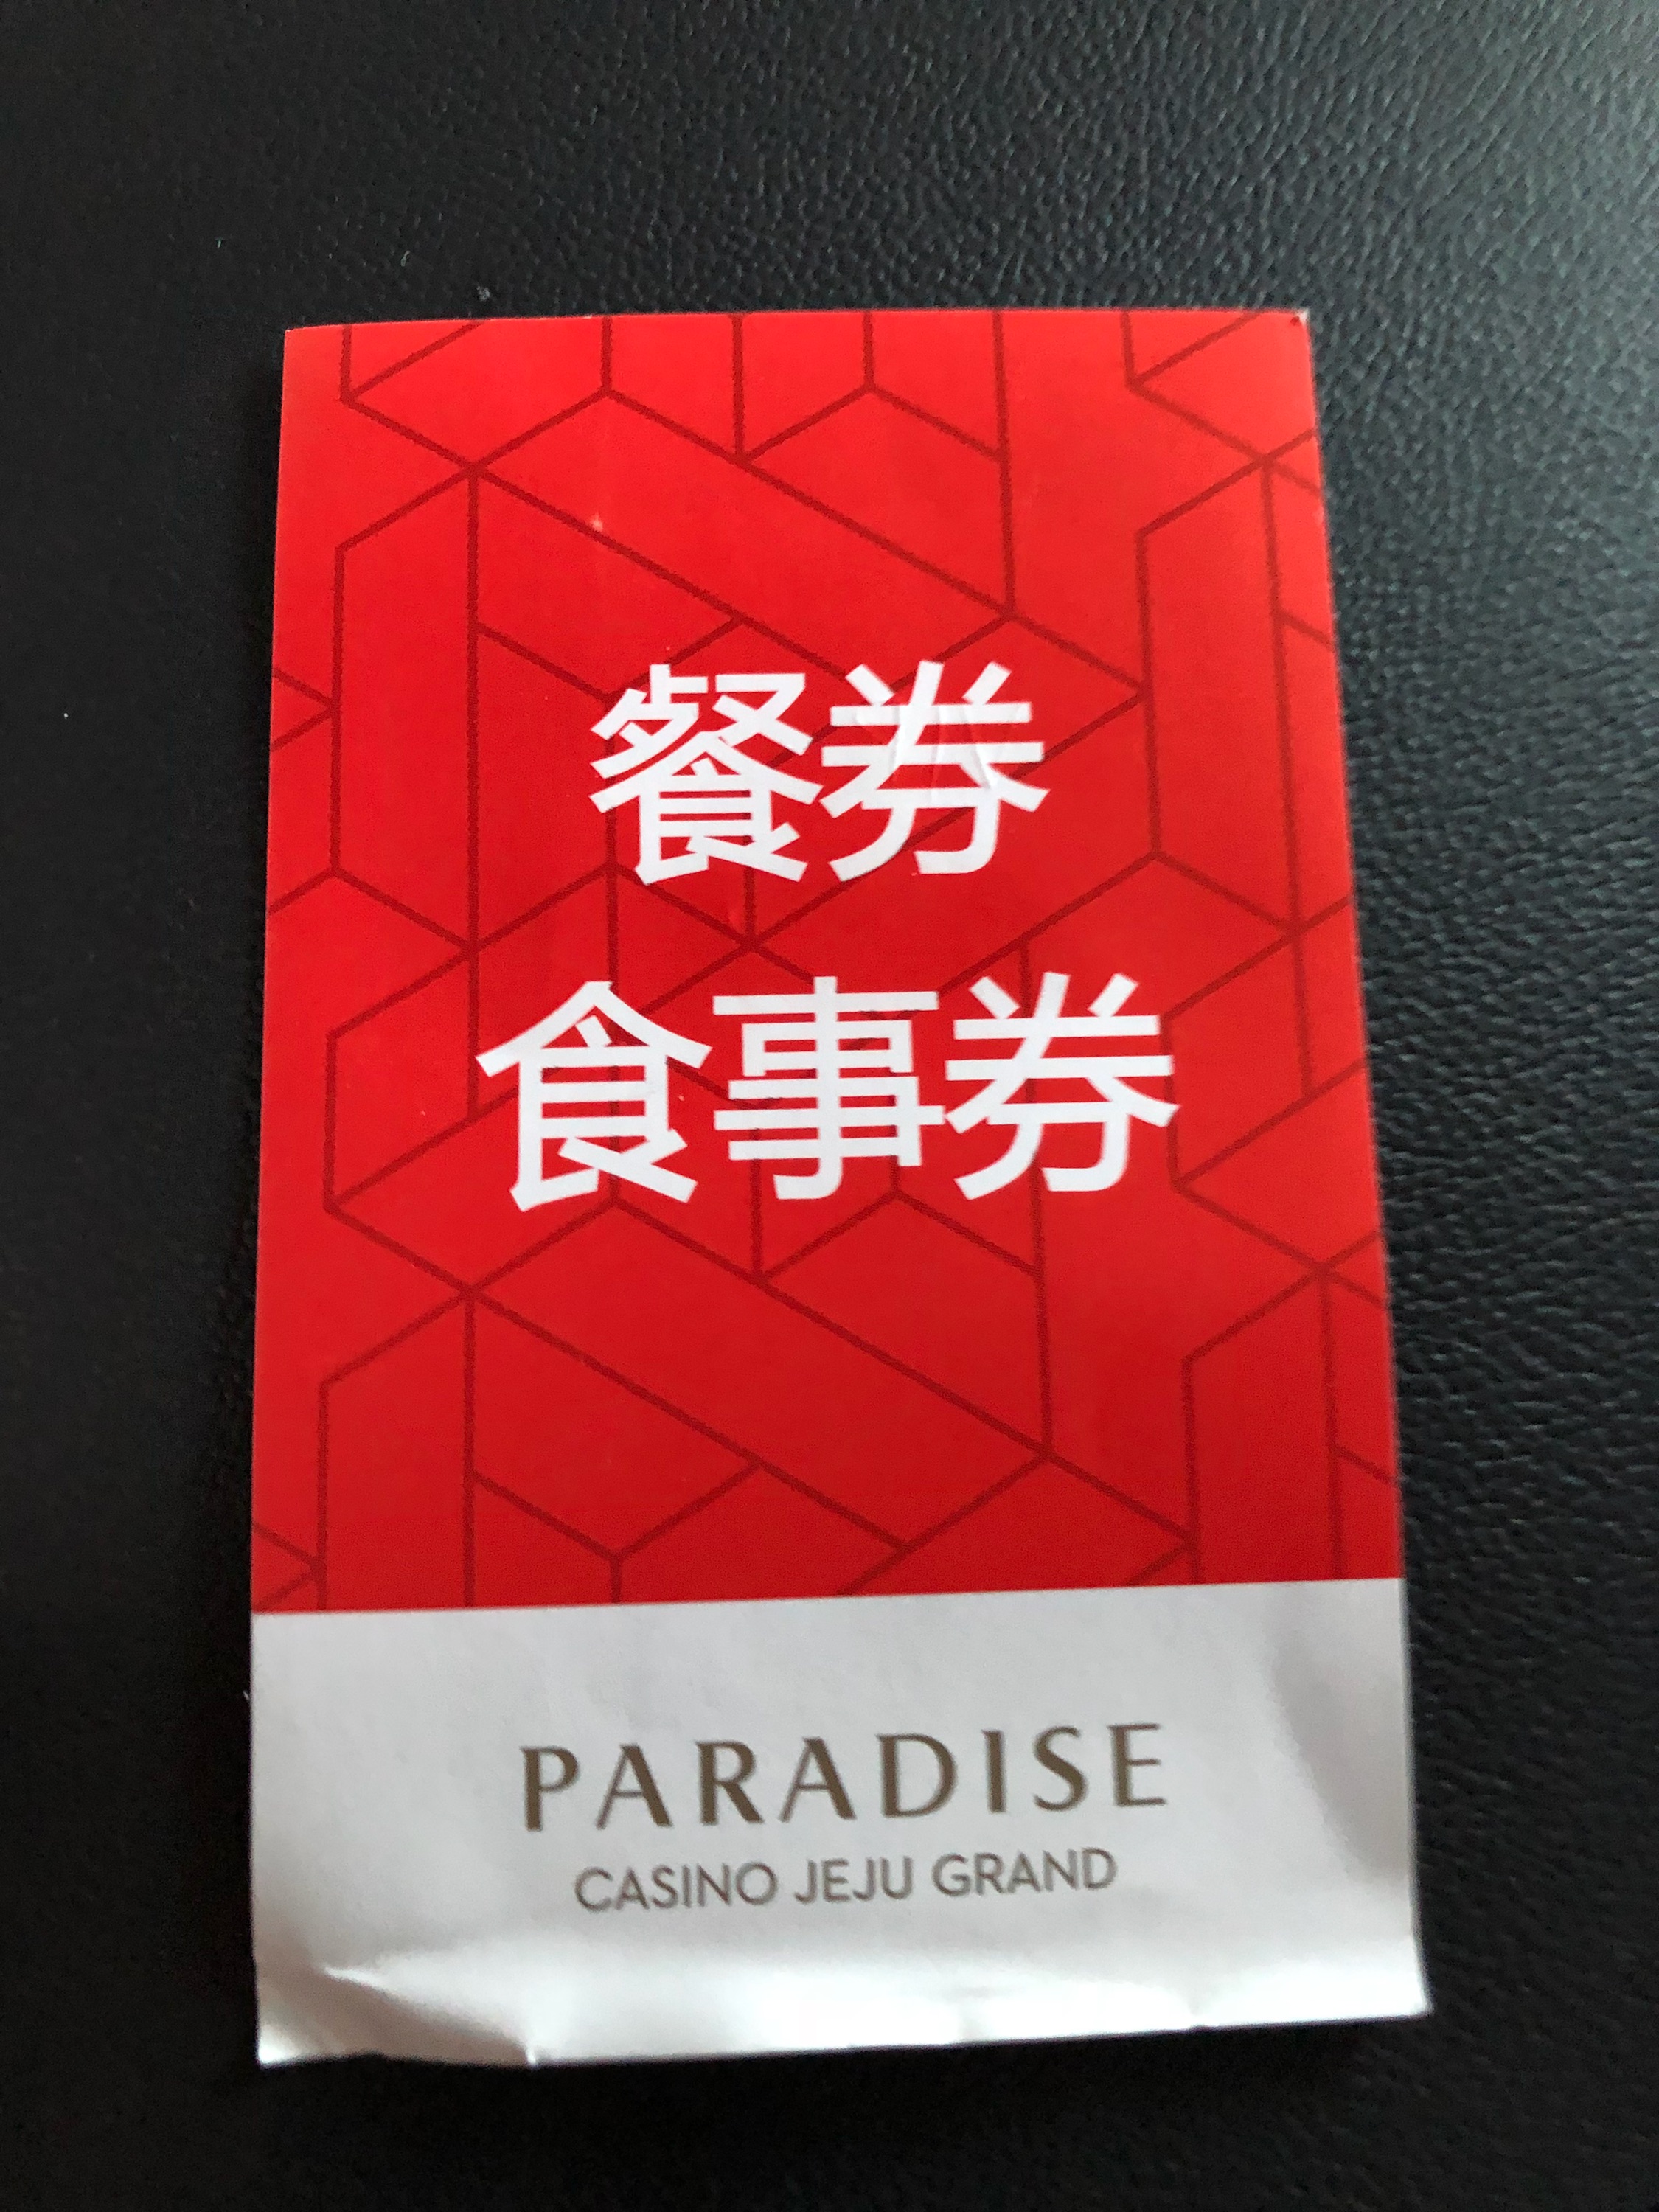 餐券
食事券
PARADISE
CASINO JEJU GRAND